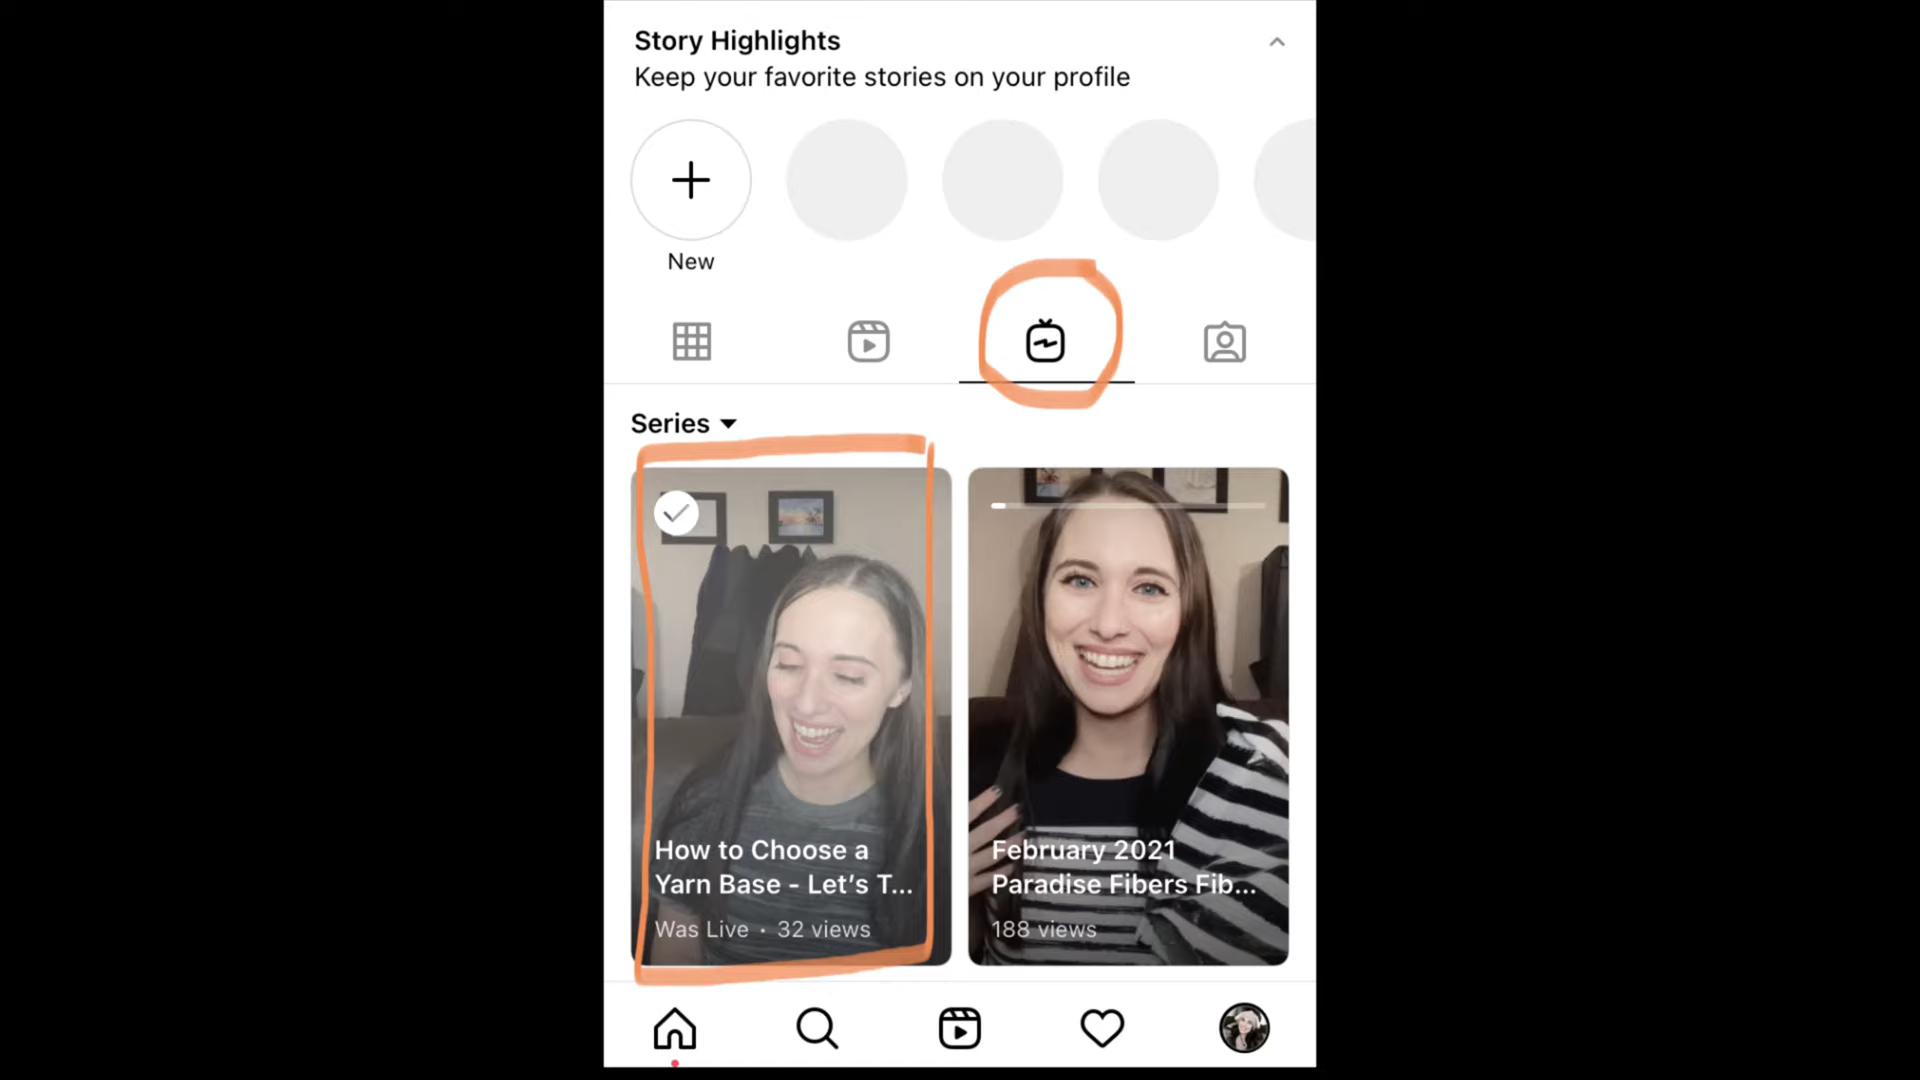 Story Highlights
Keep your favorite stories on your profile
New
Series
How to Choose a
Yarn Base - Let’s T...
Was Live · 32 views
February 2021
Paradise Fibers Fib...
188 views